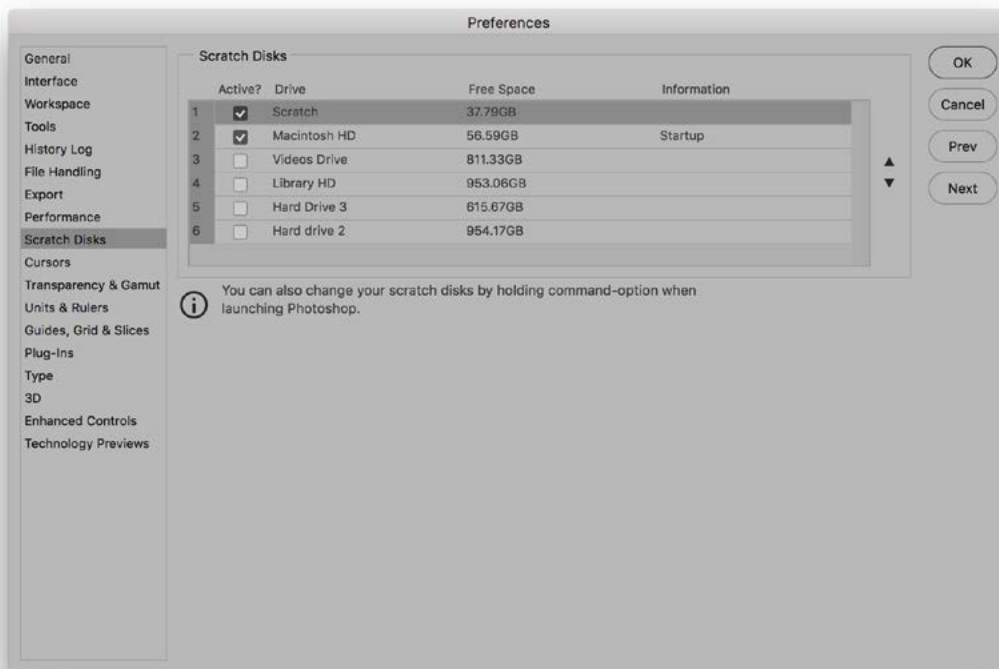 Preferences
General
Interface
Workspace
Tools
History Log
File Handling
Export
Performance
Scratch Disks
Cursors
Transparency & Gamut
Units & Rulers
Guides, Grid & Slices
Plug-Ins
Type
3D
Enhanced Controls
Technology Previews
Scratch Disks
Active? Drive Free Space Information
1 Scratch 37.79GB
2 Macintosh HD 56.59GB Startup
3 Videos Drive 811.33GB
4 Library HD 953.06GB
5 Hard Drive 3 615.67GB
6 Hard drive 2 954.17GB
You can also change your scratch disks by holding command-option when
launching Photoshop.
OK
Cancel
Prev
Next